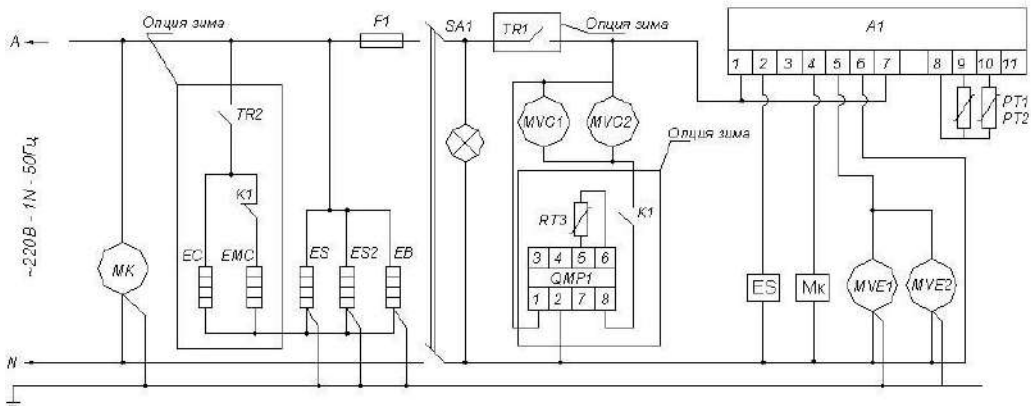 Опция зима
F1
SA1
TR1
Опция зима
A1
A
1 2 3 4 5 6 7 8 9 10 11
TR2
MVC1
MVC2
PT1
PT2
Опция зима
~220В - 1N - 50Гц
K1
RT3
K1
EC
EMC
ES
ES2
EB
3 4 5 6
MK
QMP1
ES
Мк
MVE1
MVE2
1 2 7 8
N